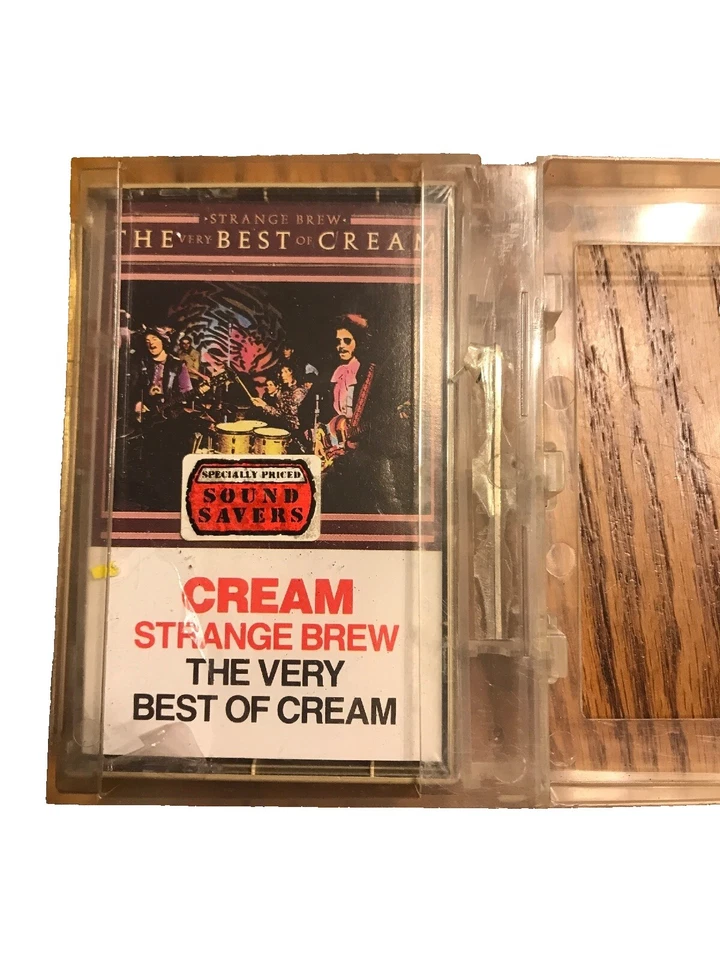 ·STRANGE BREW·
THE VERY BEST OF CREAM
SPECIALLY PRICED
SOUND
SAVERS
CREAM
STRANGE BREW
THE VERY
BEST OF CREAM